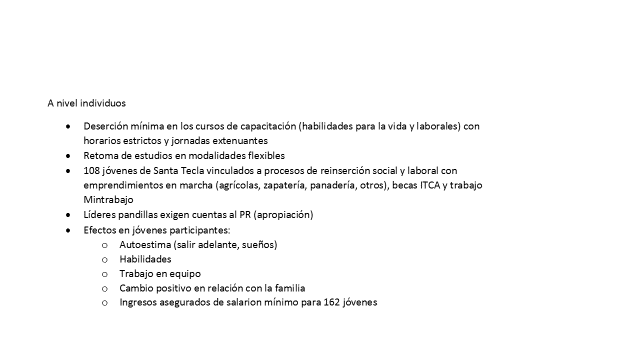 A nivel individuos
• Deserción mínima en los cursos de capacitación (habilidades para la vida y laborales) con
horarios estrictos y jornadas extenuantes
• Retoma de estudios en modalidades flexibles
• 108 jóvenes de Santa Tecla vinculados a procesos de reinserción social y laboral con
emprendimientos en marcha (agrícolas, zapatería, panadería, otros), becas ITCA y trabajo
Mintrabajo
• Líderes pandillas exigen cuentas al PR (apropiación)
• Efectos en jóvenes participantes:
o Autoestima (salir adelante, sueños)
o Habilidades
o Trabajo en equipo
o Cambio positivo en relación con la familia
o Ingresos asegurados de salarion mínimo para 162 jóvenes